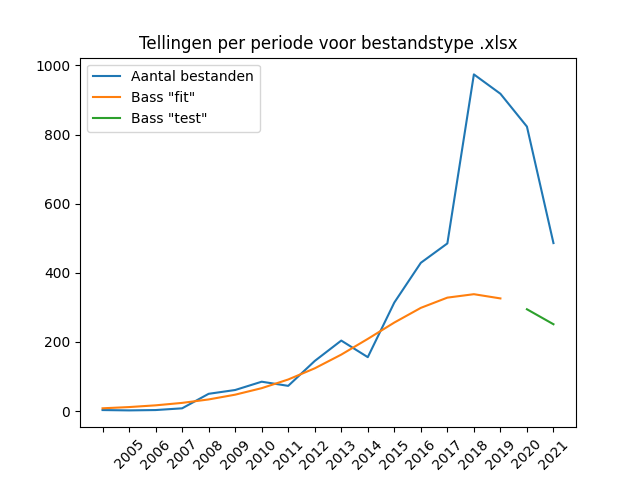 Tellingen per periode voor bestandstype .xlsx
Aantal bestanden
Bass "fit"
Bass "test"
1000
800
600
400
200
0
2005 2006 2007 2008 2009 2010 2011 2012 2013 2014 2015 2016 2017 2018 2019 2020 2021